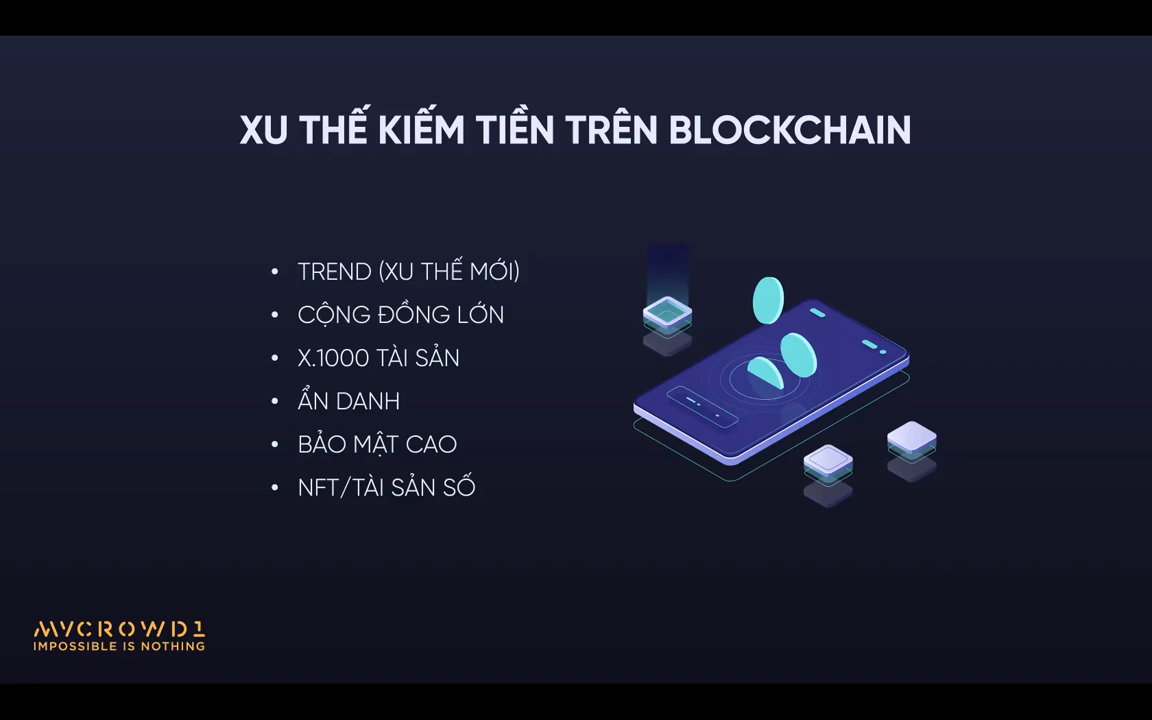 XU THẾ KIẾM TIỀN TRÊN BLOCKCHAIN
• TREND (XU THẾ MỚI)
• CỘNG ĐỒNG LỚN
• X.1000 TÀI SẢN
• ẨN DANH
• BẢO MẬT CAO
• NFT/TÀI SẢN SỐ
MYCROWD1
IMPOSSIBLE IS NOTHING